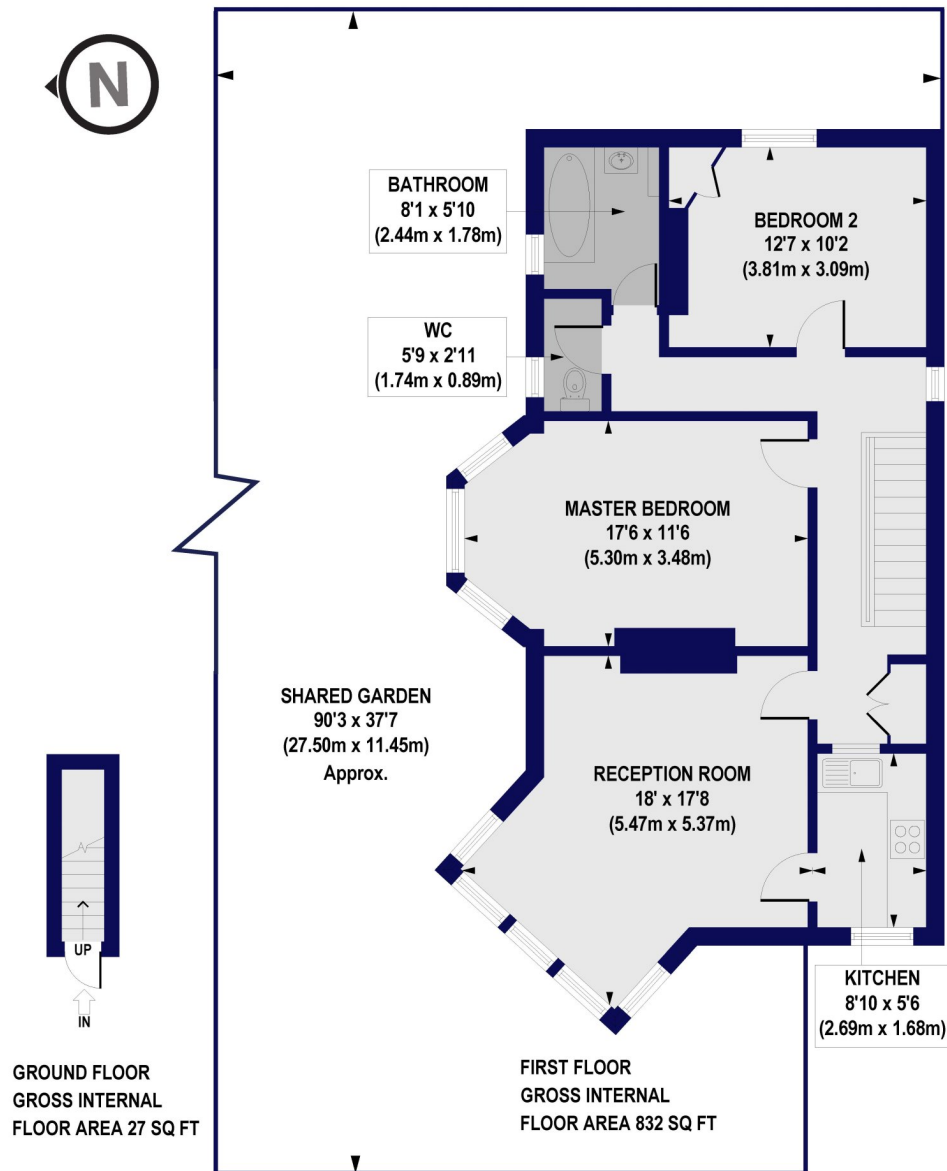 N
BATHROOM
8'1 x 5'10
(2.44m x 1.78m)
BEDROOM 2
12'7 x 10'2
(3.81m x 3.09m)
WC
5'9 x 2'11
(1.74m x 0.89m)
MASTER BEDROOM
17'6 x 11'6
(5.30m x 3.48m)
SHARED GARDEN
90'3 x 37'7
(27.50m x 11.45m)
Approx.
RECEPTION ROOM
18' x 17'8
(5.47m x 5.37m)
UP
IN
KITCHEN
8'10 x 5'6
(2.69m x 1.68m)
GROUND FLOOR
GROSS INTERNAL
FLOOR AREA 27 SQ FT
FIRST FLOOR
GROSS INTERNAL
FLOOR AREA 832 SQ FT